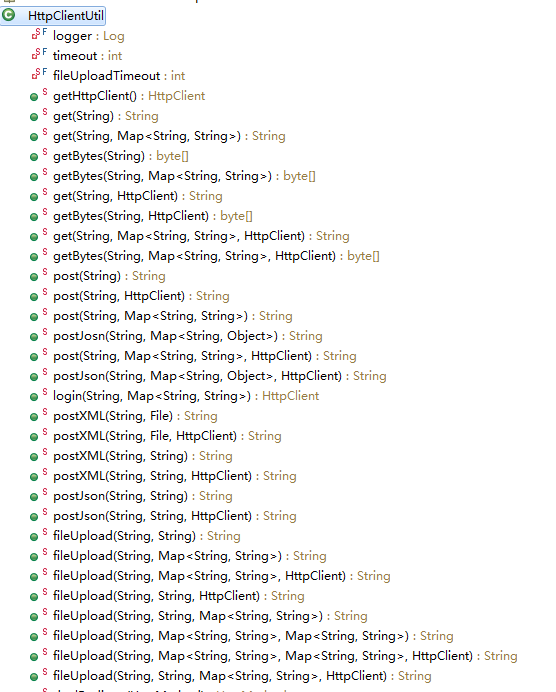 HttpClientUtil
S F logger : Log
S F timeout : int
S F fileUploadTimeout : int
S getHttpClient() : HttpClient
S get(String) : String
S get(String, Map<String, String>) : String
S getBytes(String) : byte[]
S getBytes(String, Map<String, String>) : byte[]
S get(String, HttpClient) : String
S getBytes(String, HttpClient) : byte[]
S get(String, Map<String, String>, HttpClient) : String
S getBytes(String, Map<String, String>, HttpClient) : byte[]
S post(String) : String
S post(String, HttpClient) : String
S post(String, Map<String, String>) : String
S postJosn(String, Map<String, Object>) : String
S post(String, Map<String, String>, HttpClient) : String
S postJson(String, Map<String, Object>, HttpClient) : String
S login(String, Map<String, String>) : HttpClient
S postXML(String, File) : String
S postXML(String, File, HttpClient) : String
S postXML(String, String) : String
S postXML(String, String, HttpClient) : String
S postJson(String, String) : String
S postJson(String, String, HttpClient) : String
S fileUpload(String, String) : String
S fileUpload(String, Map<String, String>) : String
S fileUpload(String, Map<String, String>, HttpClient) : String
S fileUpload(String, String, HttpClient) : String
S fileUpload(String, String, Map<String, String>) : String
S fileUpload(String, Map<String, String>, Map<String, String>) : String
S fileUpload(String, Map<String, String>, Map<String, String>, HttpClient) : String
S fileUpload(String, String, Map<String, String>, HttpClient) : String